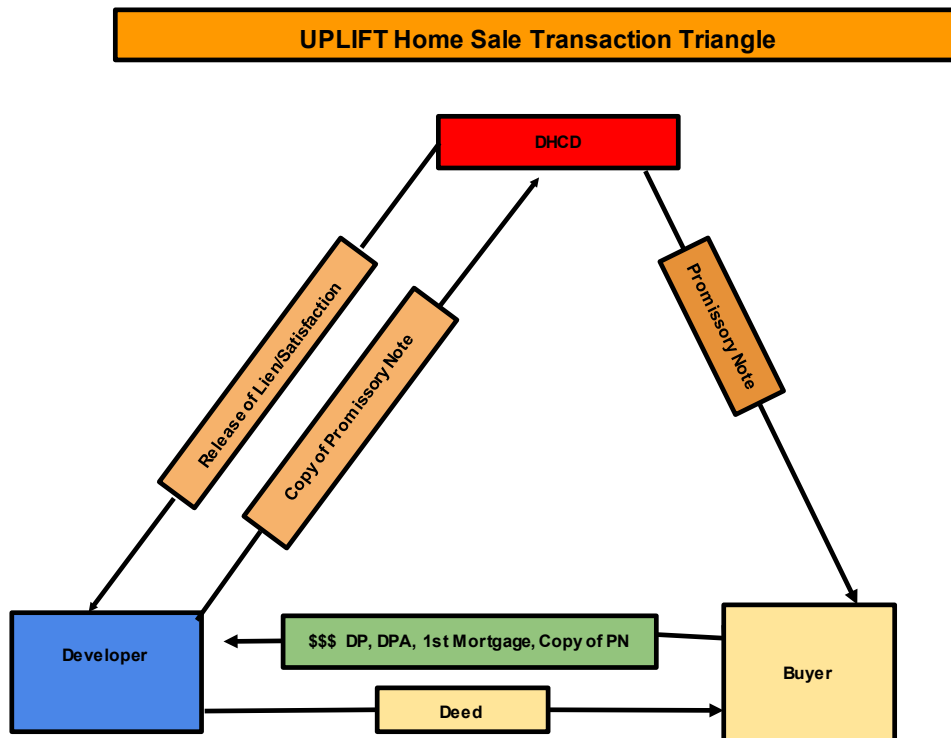 UPLIFT Home Sale Transaction Triangle
DHCD
Release of Lien/Satisfaction
Copy of Promissory Note
Promissory Note
Developer
$$$ DP, DPA, 1st Mortgage, Copy of PN
Buyer
Deed